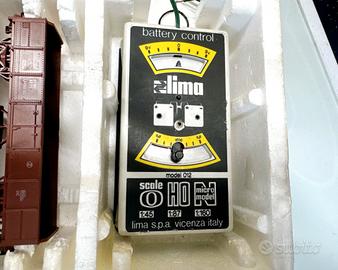 battery control
A
lima
model 012
scale
O HO N
micro
model
1:45 1:87 1:160
lima s.p.a. vicenza italy
subito